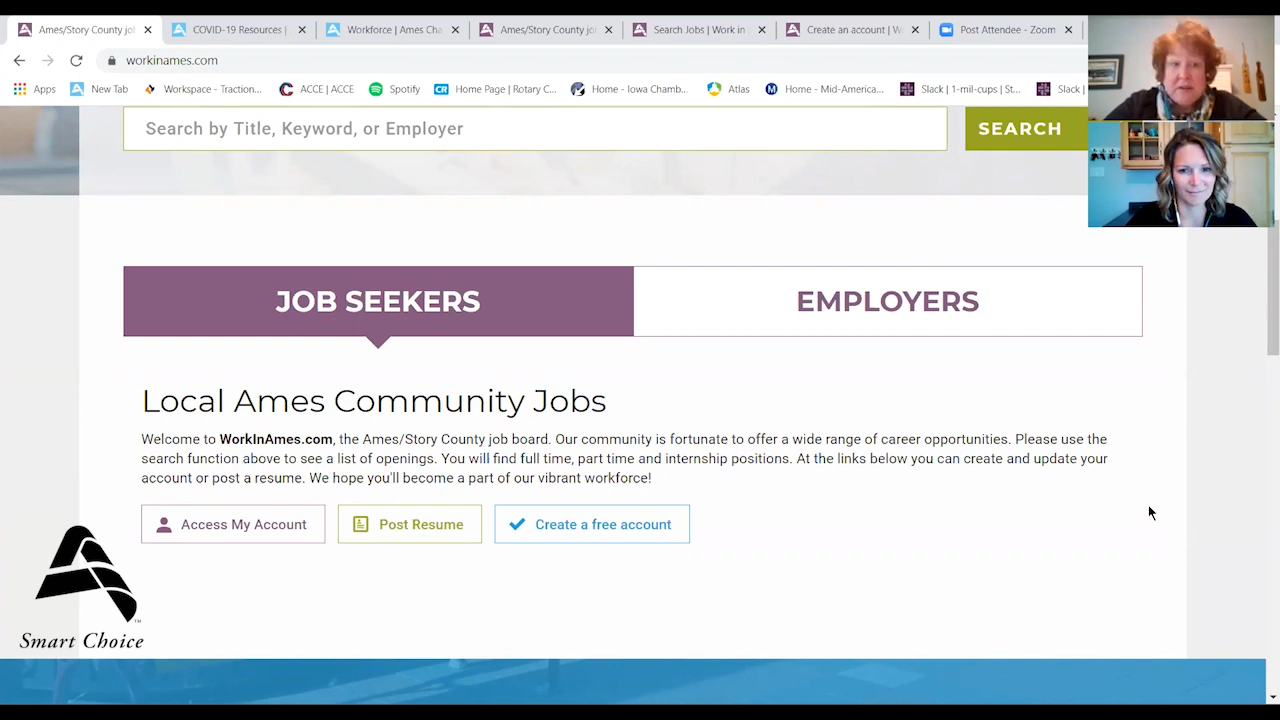 Ames/Story County jol
COVID-19 Resources |
Workforce | Ames Cha
Ames/Story County jo
Search Jobs | Work in
Create an account | W
Post Attendee - Zoom
workinames.com
Apps
New Tab
Workspace - Traction...
ACCE | ACCE
Spotify
CR Home Page | Rotary C...
Home - Iowa Chamb...
Atlas
M Home - Mid-America...
Slack | 1-mil-cups | St...
Slack |
Search by Title, Keyword, or Employer
SEARCH
JOB SEEKERS
EMPLOYERS
Local Ames Community Jobs
Welcome to WorkInAmes.com, the Ames/Story County job board. Our community is fortunate to offer a wide range of career opportunities. Please use the
search function above to see a list of openings. You will find full time, part time and internship positions. At the links below you can create and update your
account or post a resume. We hope you'll become a part of our vibrant workforce!
Access My Account
Post Resume
Create a free account
Smart Choice